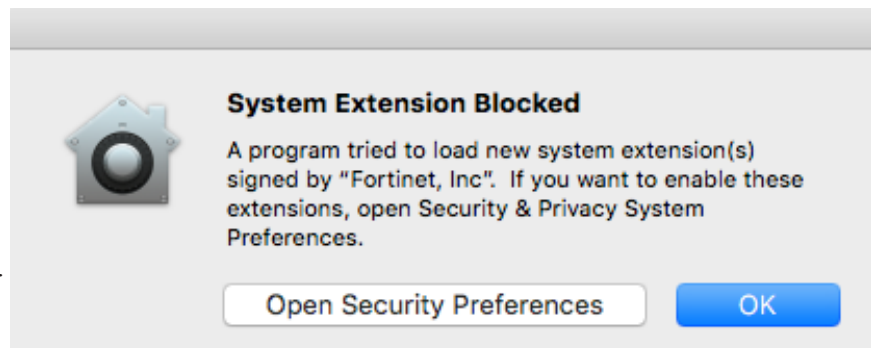 System Extension Blocked
A program tried to load new system extension(s)
signed by “Fortinet, Inc”.  If you want to enable these
extensions, open Security & Privacy System
Preferences.
Open Security Preferences
OK